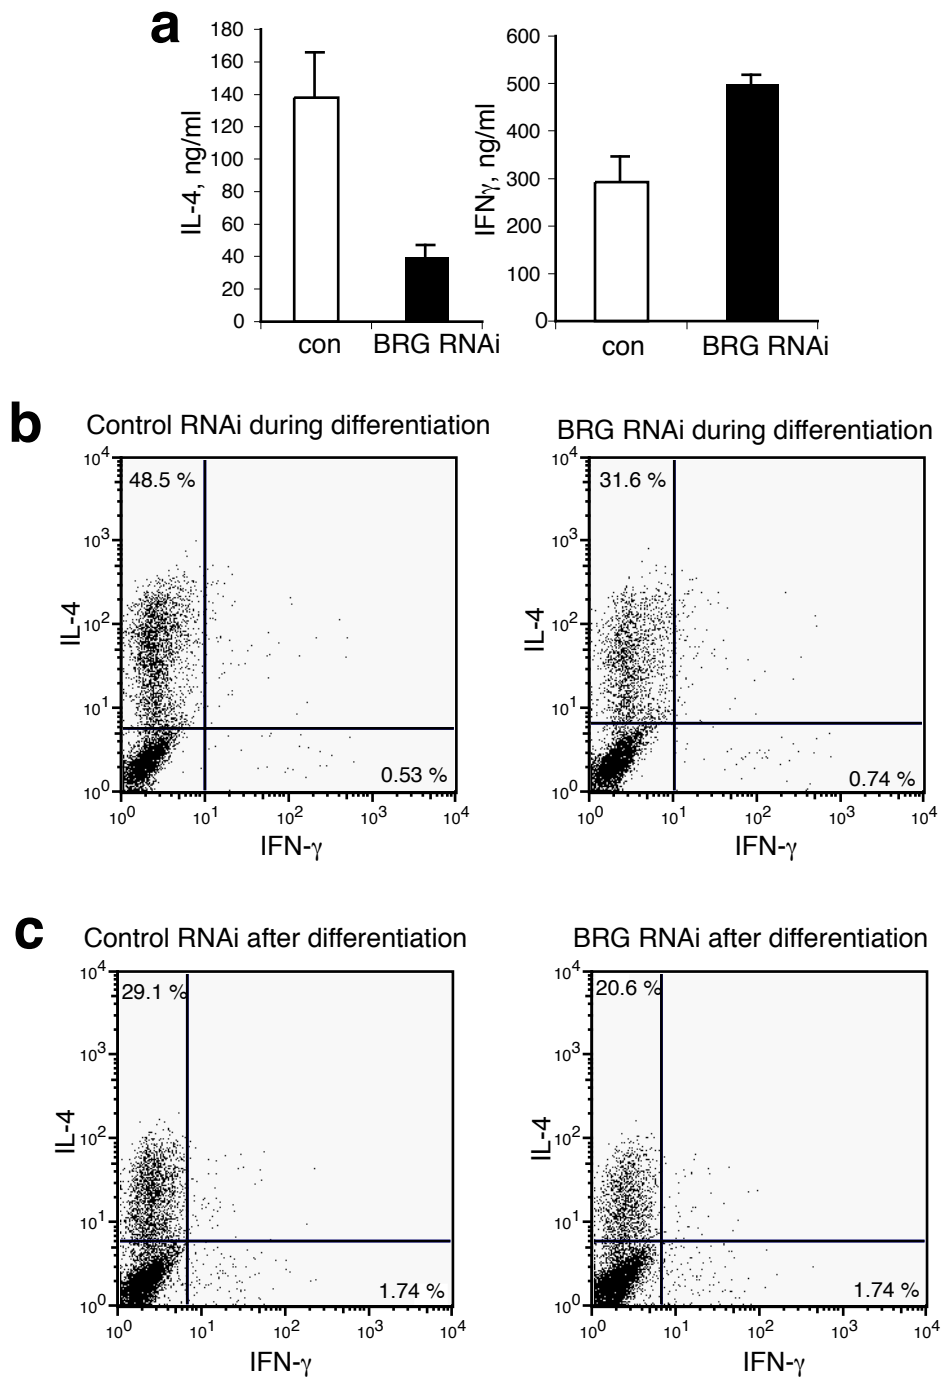 a
180
160
140
120
100
80
60
40
20
0
IL-4, ng/ml
con BRG RNAi
600
500
400
300
200
100
0
IFNγ, ng/ml
con BRG RNAi
b
Control RNAi during differentiation
10^4
10^3
10^2
10^1
10^0
IL-4
48.5 %
0.53 %
10^0 10^1 10^2 10^3 10^4
IFN-γ
BRG RNAi during differentiation
10^4
10^3
10^2
10^1
10^0
IL-4
31.6 %
0.74 %
10^0 10^1 10^2 10^3 10^4
IFN-γ
c
Control RNAi after differentiation
10^4
10^3
10^2
10^1
10^0
IL-4
29.1 %
1.74 %
10^0 10^1 10^2 10^3 10^4
IFN-γ
BRG RNAi after differentiation
10^4
10^3
10^2
10^1
10^0
IL-4
20.6 %
1.74 %
10^0 10^1 10^2 10^3 10^4
IFN-γ